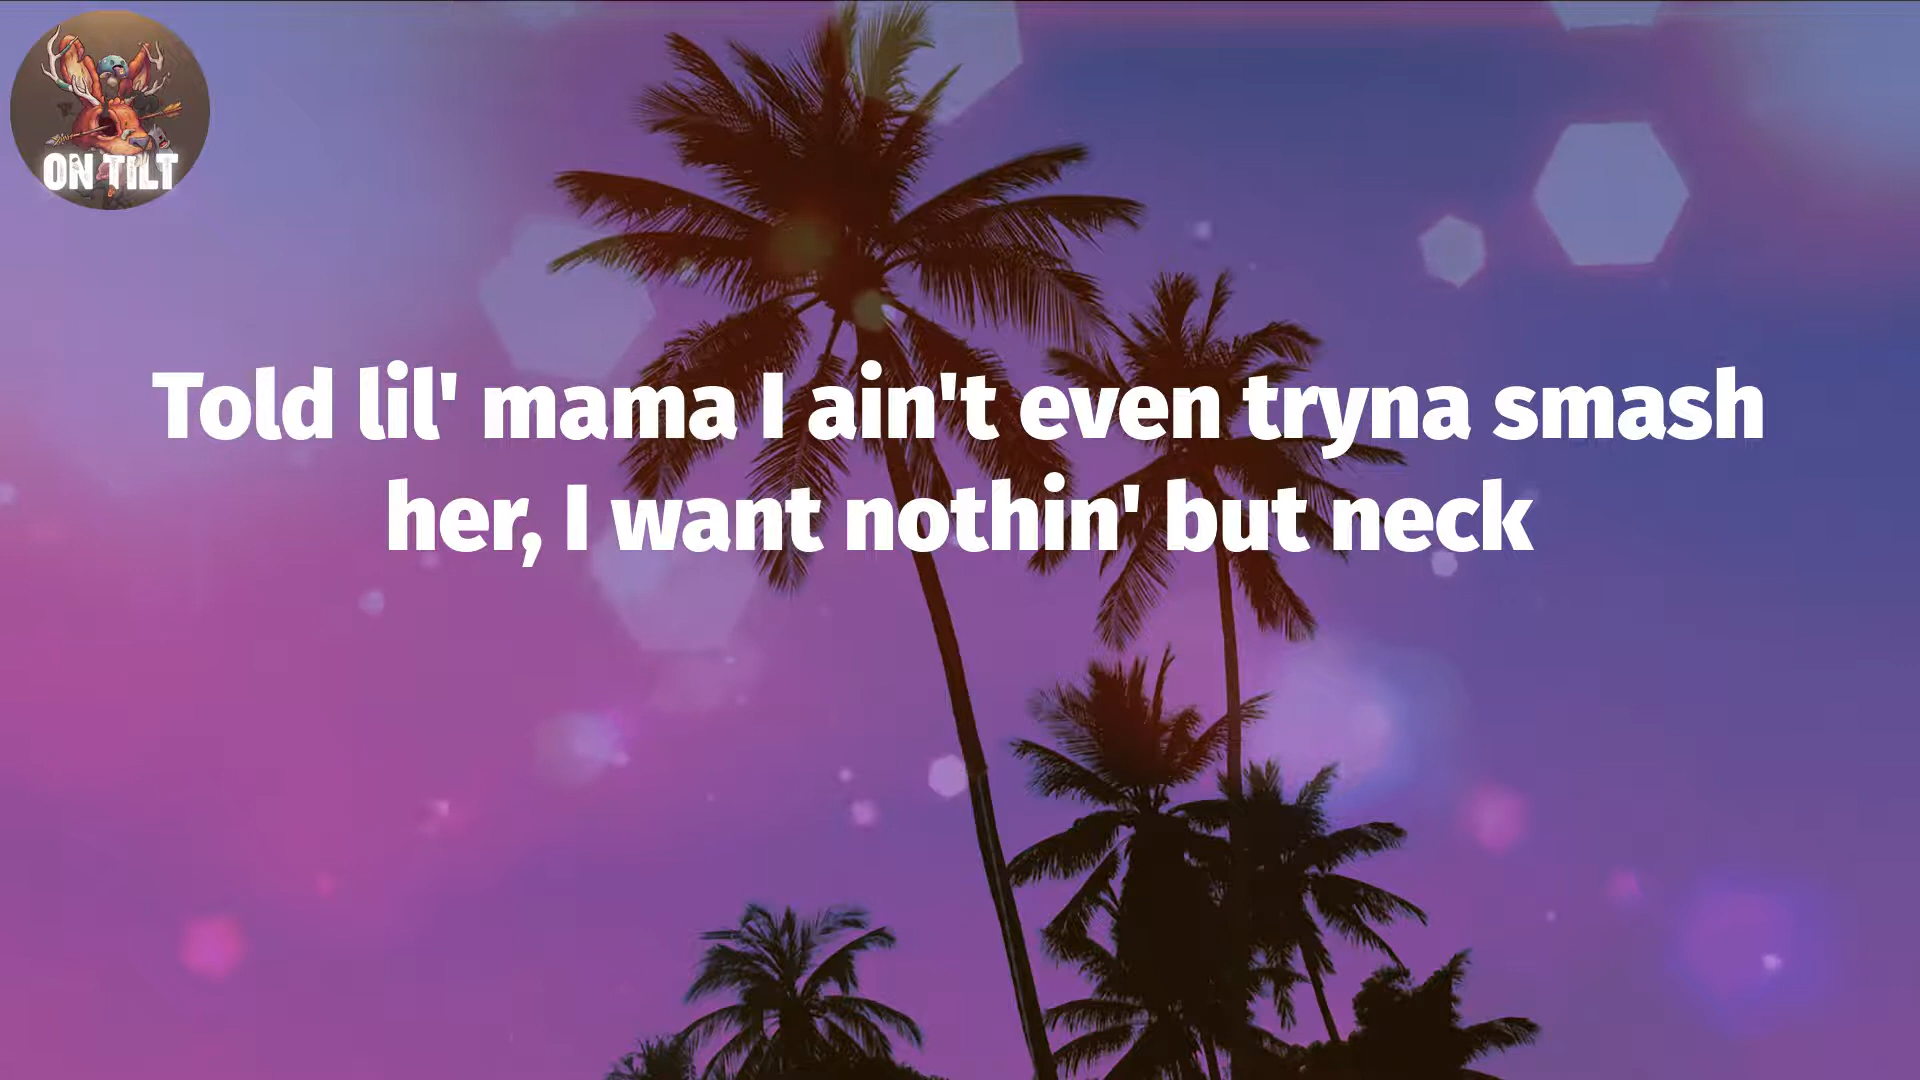 ON TILT
Told lil' mama I ain't even tryna smash
her, I want nothin' but neck